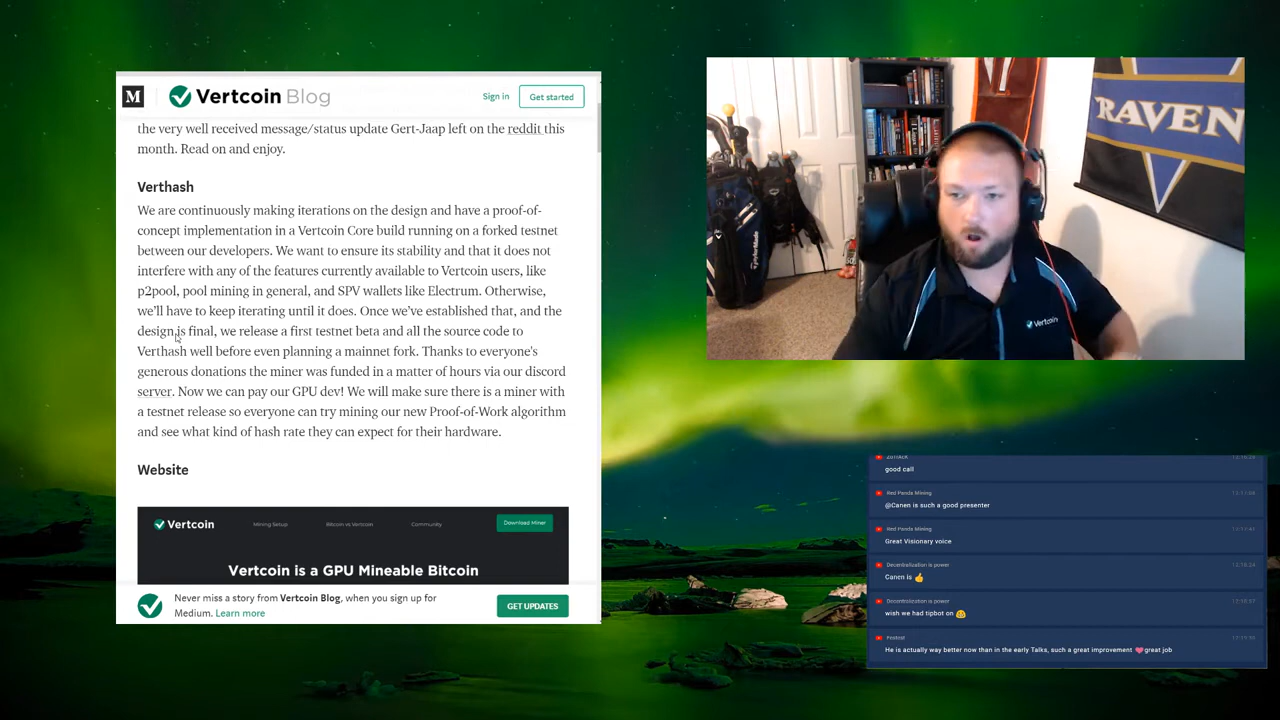 M
Vertcoin Blog
Sign in
Get started
the very well received message/status update Gert-Jaap left on the reddit this
month. Read on and enjoy.
Verthash
We are continuously making iterations on the design and have a proof-of-
concept implementation in a Vertcoin Core build running on a forked testnet
between our developers. We want to ensure its stability and that it does not
interfere with any of the features currently available to Vertcoin users, like
p2pool, pool mining in general, and SPV wallets like Electrum. Otherwise,
we’ll have to keep iterating until it does. Once we’ve established that, and the
design is final, we release a first testnet beta and all the source code to
Verthash well before even planning a mainnet fork. Thanks to everyone's
generous donations the miner was funded in a matter of hours via our discord
server. Now we can pay our GPU dev! We will make sure there is a miner with
a testnet release so everyone can try mining our new Proof-of-Work algorithm
and see what kind of hash rate they can expect for their hardware.
Website
Vertcoin
Mining Setup
Bitcoin vs Vertcoin
Community
Download Miner
Vertcoin is a GPU Mineable Bitcoin
Never miss a story from Vertcoin Blog, when you sign up for
Medium. Learn more
GET UPDATES
RAVEN
TaylorMade
Vertcoin
good call
Red Panda Mining
@Canen is such a good presenter
Red Panda Mining
Great Visionary voice
Decentralization is power
Canen is 👍
Decentralization is power
wish we had tipbot on
He is actually way better now than in the early Talks, such a great improvement 💗great job